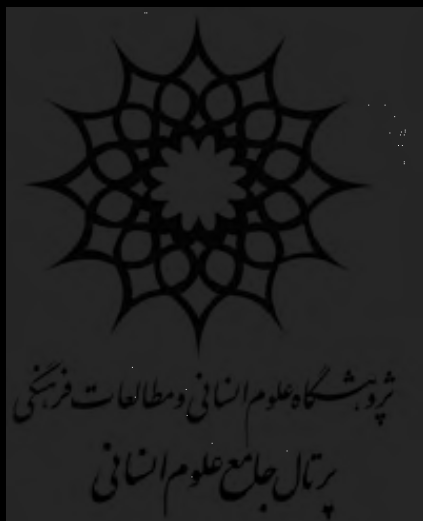 پژوهشگاه علوم انسانی و مطالعات فرهنگی
پرتال جامع علوم انسانی